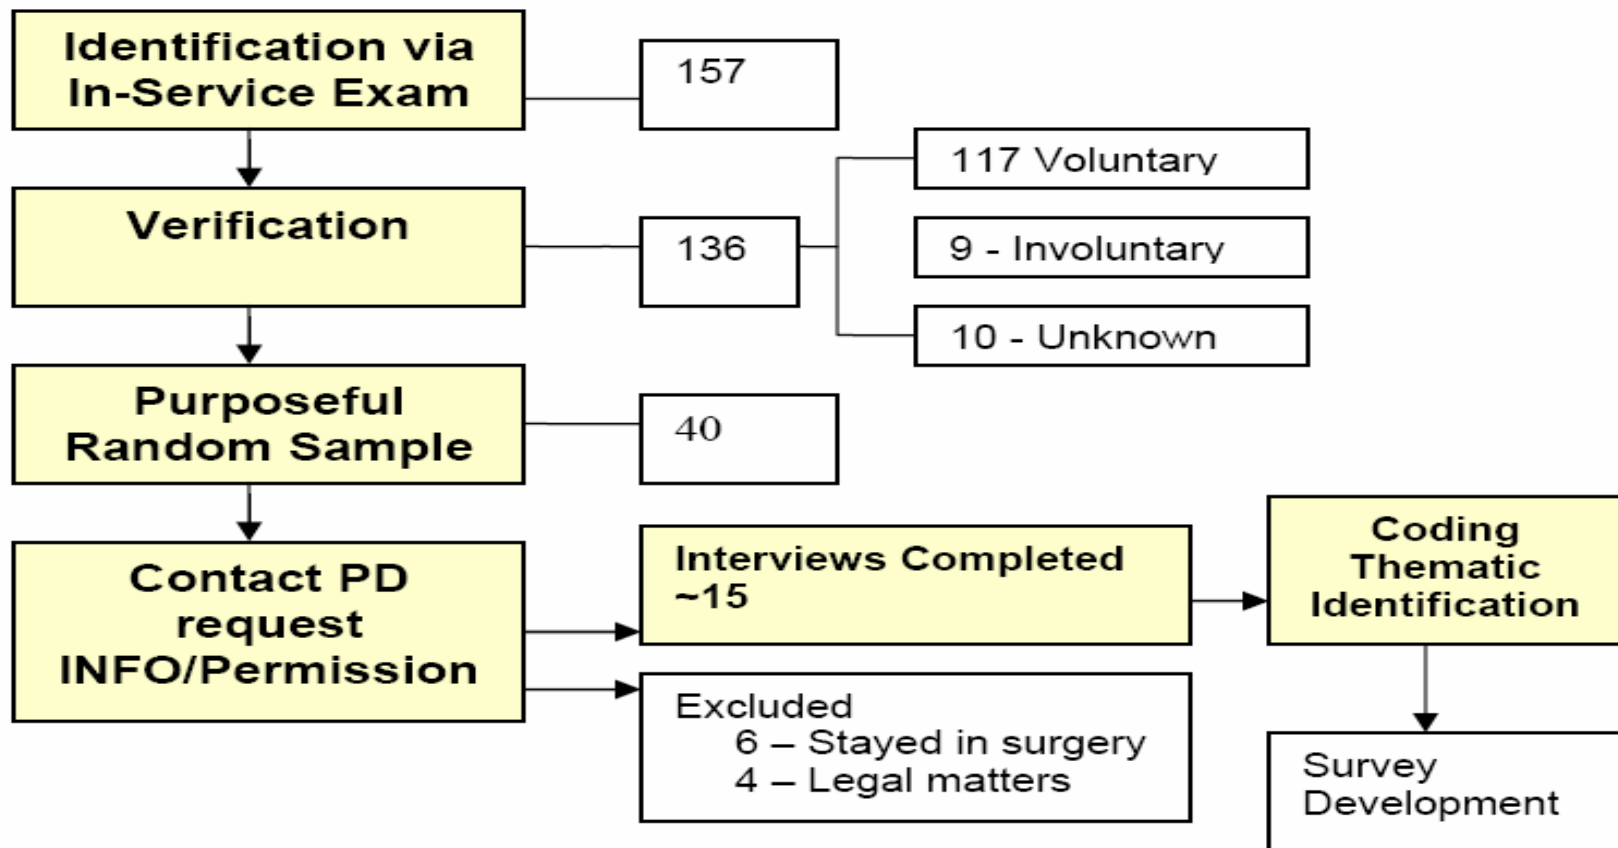 Identification via
In-Service Exam
157
Verification
136
117 Voluntary
9 - Involuntary
10 - Unknown
Purposeful
Random Sample
40
Contact PD
request
INFO/Permission
Interviews Completed
~15
Excluded
6 – Stayed in surgery
4 – Legal matters
Coding
Thematic
Identification
Survey
Development